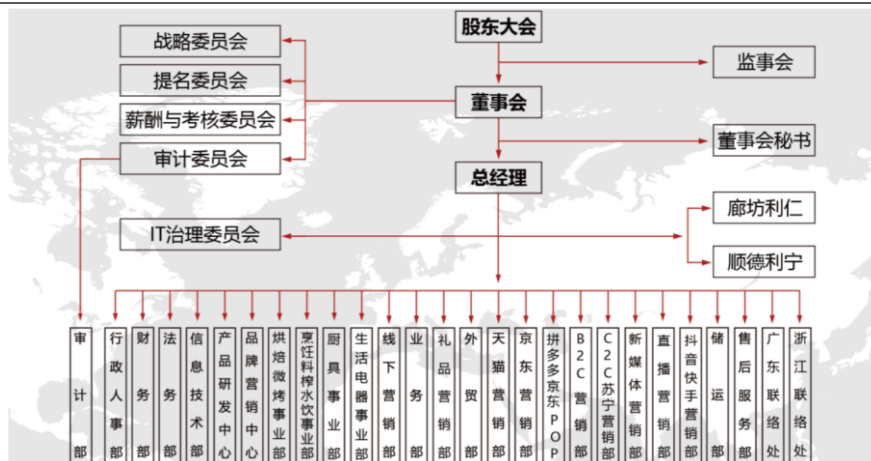 股东大会
战略委员会
监事会
提名委员会
董事会
薪酬与考核委员会
董事会秘书
审计委员会
总经理
廊坊利仁
IT治理委员会
顺德利宁
审计部
行政人事部
财务部
法务部
信息技术部
产品研发中心
品牌营销中心
烘焙微烤事业部
烹饪料榨水饮事业部
厨具事业部
生活电器事业部
线下营销部
业务部
礼品营销部
外贸部
天猫营销部
京东营销部
拼多多京东POP
B2C营销部
C2C苏宁营销部
新媒体营销部
直播营销部
抖音快手营销部
储运部
售后服务部
广东联络处
浙江联络处